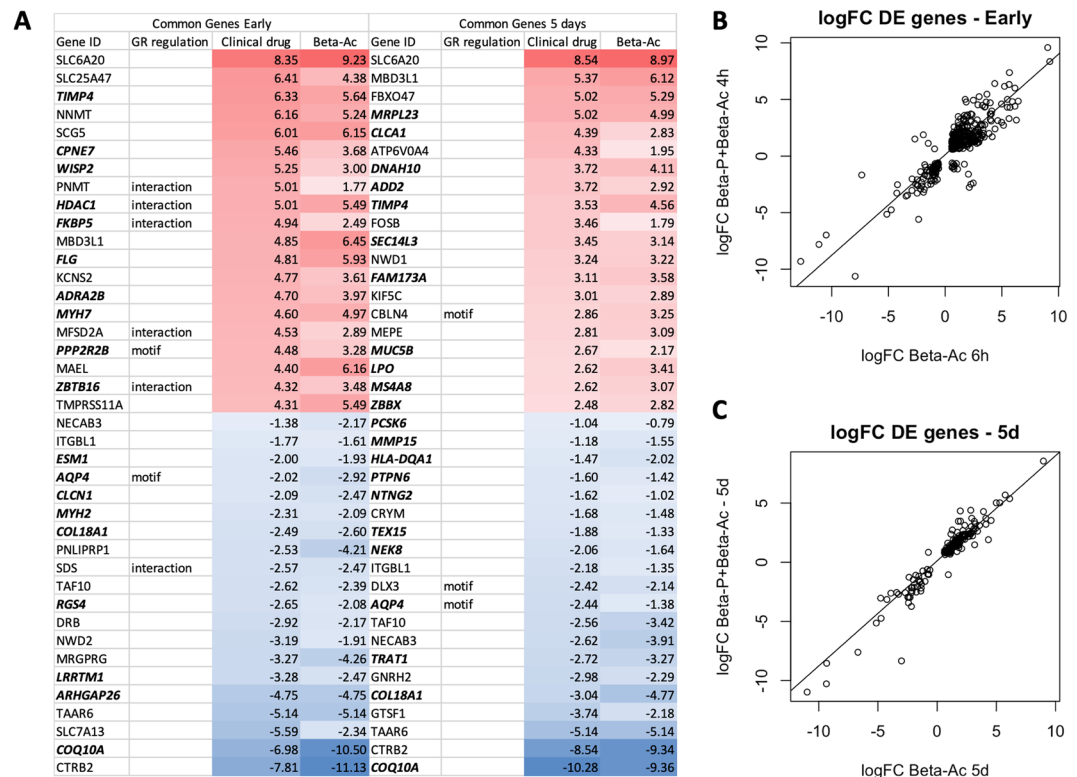 A
Common Genes Early Common Genes 5 days
Gene ID GR regulation Clinical drug Beta-Ac Gene ID GR regulation Clinical drug Beta-Ac
SLC6A20 8.35 9.23 SLC6A20 8.54 8.97
SLC25A47 6.41 4.38 MBD3L1 5.37 6.12
TIMP4 6.33 5.64 FBXO47 5.02 5.29
NNMT 6.16 5.24 MRPL23 5.02 4.99
SCG5 6.01 6.15 CLCA1 4.39 2.83
CPNE7 5.46 3.68 ATP6V0A4 4.33 1.95
WISP2 5.25 3.00 DNAH10 3.72 4.11
PNMT interaction 5.01 1.77 ADD2 3.72 2.92
HDAC1 interaction 5.01 5.49 TIMP4 3.53 4.56
FKBP5 interaction 4.94 2.49 FOSB 3.46 1.79
MBD3L1 4.85 6.45 SEC14L3 3.45 3.14
FLG 4.81 5.93 NWD1 3.24 3.22
KCNS2 4.77 3.61 FAM173A 3.11 3.58
ADRA2B 4.70 3.97 KIF5C 3.01 2.89
MYH7 4.60 4.97 CBLN4 motif 2.86 3.25
MFSD2A interaction 4.53 2.89 MEPE 2.81 3.09
PPP2R2B motif 4.48 3.28 MUC5B 2.67 2.17
MAEL 4.40 6.16 LPO 2.62 3.41
ZBTB16 interaction 4.32 3.48 MS4A8 2.62 3.07
TMPRSS11A 4.31 5.49 ZBBX 2.48 2.82
NECAB3 -1.38 -2.17 PCSK6 -1.04 -0.79
ITGBL1 -1.77 -1.61 MMP15 -1.18 -1.55
ESM1 -2.00 -1.93 HLA-DQA1 -1.47 -2.02
AQP4 motif -2.02 -2.92 PTPN6 -1.60 -1.42
CLCN1 -2.09 -2.47 NTNG2 -1.62 -1.02
MYH2 -2.31 -2.09 CRYM -1.68 -1.48
COL18A1 -2.49 -2.60 TEX15 -1.88 -1.33
PNLIPRP1 -2.53 -4.21 NEK8 -2.06 -1.64
SDS interaction -2.57 -2.47 ITGBL1 -2.18 -1.35
TAF10 -2.62 -2.39 DLX3 motif -2.42 -2.14
RGS4 -2.65 -2.08 AQP4 motif -2.44 -1.38
DRB -2.92 -2.17 TAF10 -2.56 -3.42
NWD2 -3.19 -1.91 NECAB3 -2.62 -3.91
MRGPRG -3.27 -4.26 TRAT1 -2.72 -3.27
LRRTM1 -3.28 -2.47 GNRH2 -2.98 -2.29
ARHGAP26 -4.75 -4.75 COL18A1 -3.04 -4.77
TAAR6 -5.14 -5.14 GTSF1 -3.74 -2.18
SLC7A13 -5.59 -2.34 TAAR6 -5.14 -5.14
COQ10A -6.98 -10.50 CTRB2 -8.54 -9.34
CTRB2 -7.81 -11.13 COQ10A -10.28 -9.36
B
logFC DE genes - Early
logFC Beta-P+Beta-Ac 4h
10
5
0
-5
-10
-10 -5 0 5 10
logFC Beta-Ac 6h
C
logFC DE genes - 5d
logFC Beta-P+Beta-Ac - 5d
5
0
-5
-10
-10 -5 0 5 10
logFC Beta-Ac 5d